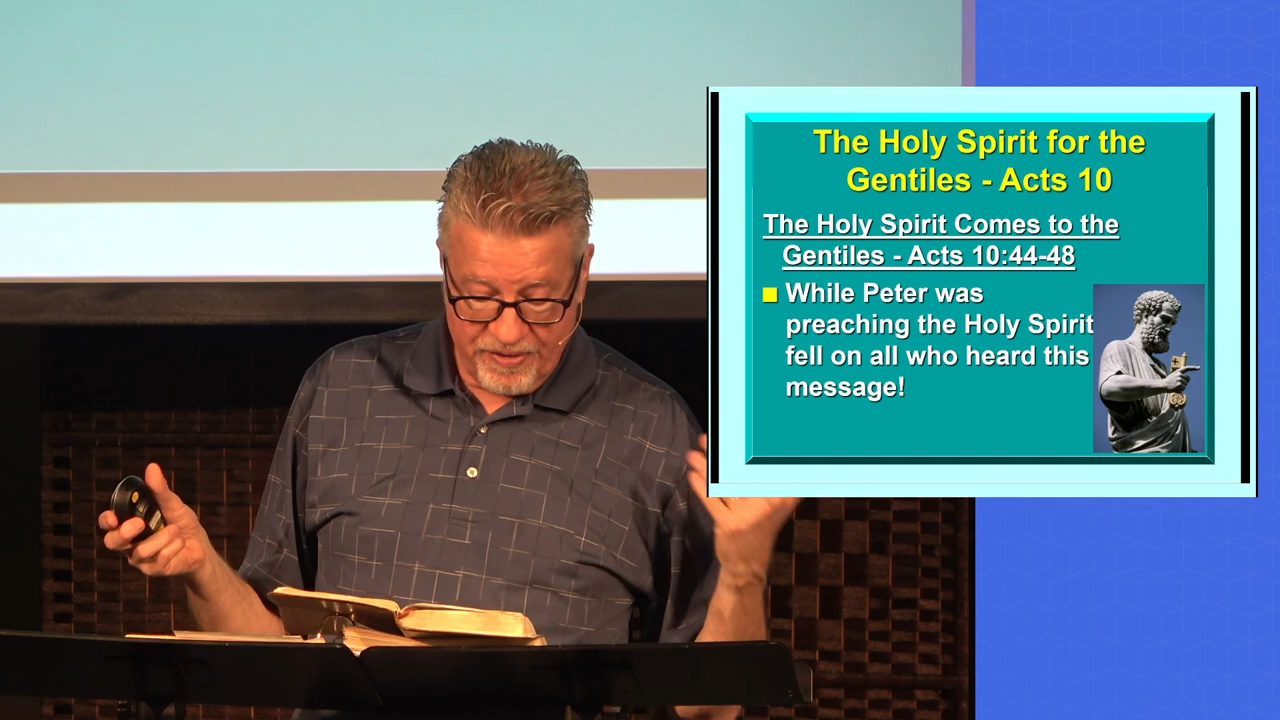 The Holy Spirit for the
Gentiles - Acts 10
The Holy Spirit Comes to the
Gentiles - Acts 10:44-48
While Peter was
preaching the Holy Spirit
fell on all who heard this
message!